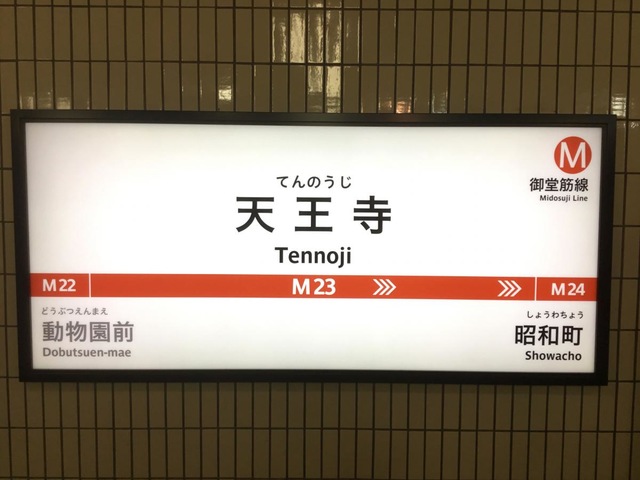 M
御堂筋線
Midosuji Line
てんのうじ
天王寺
Tennoji
M22 M23 M24
どうぶつえんまえ
動物園前
Dobutsuen-mae
しょうわちょう
昭和町
Showacho